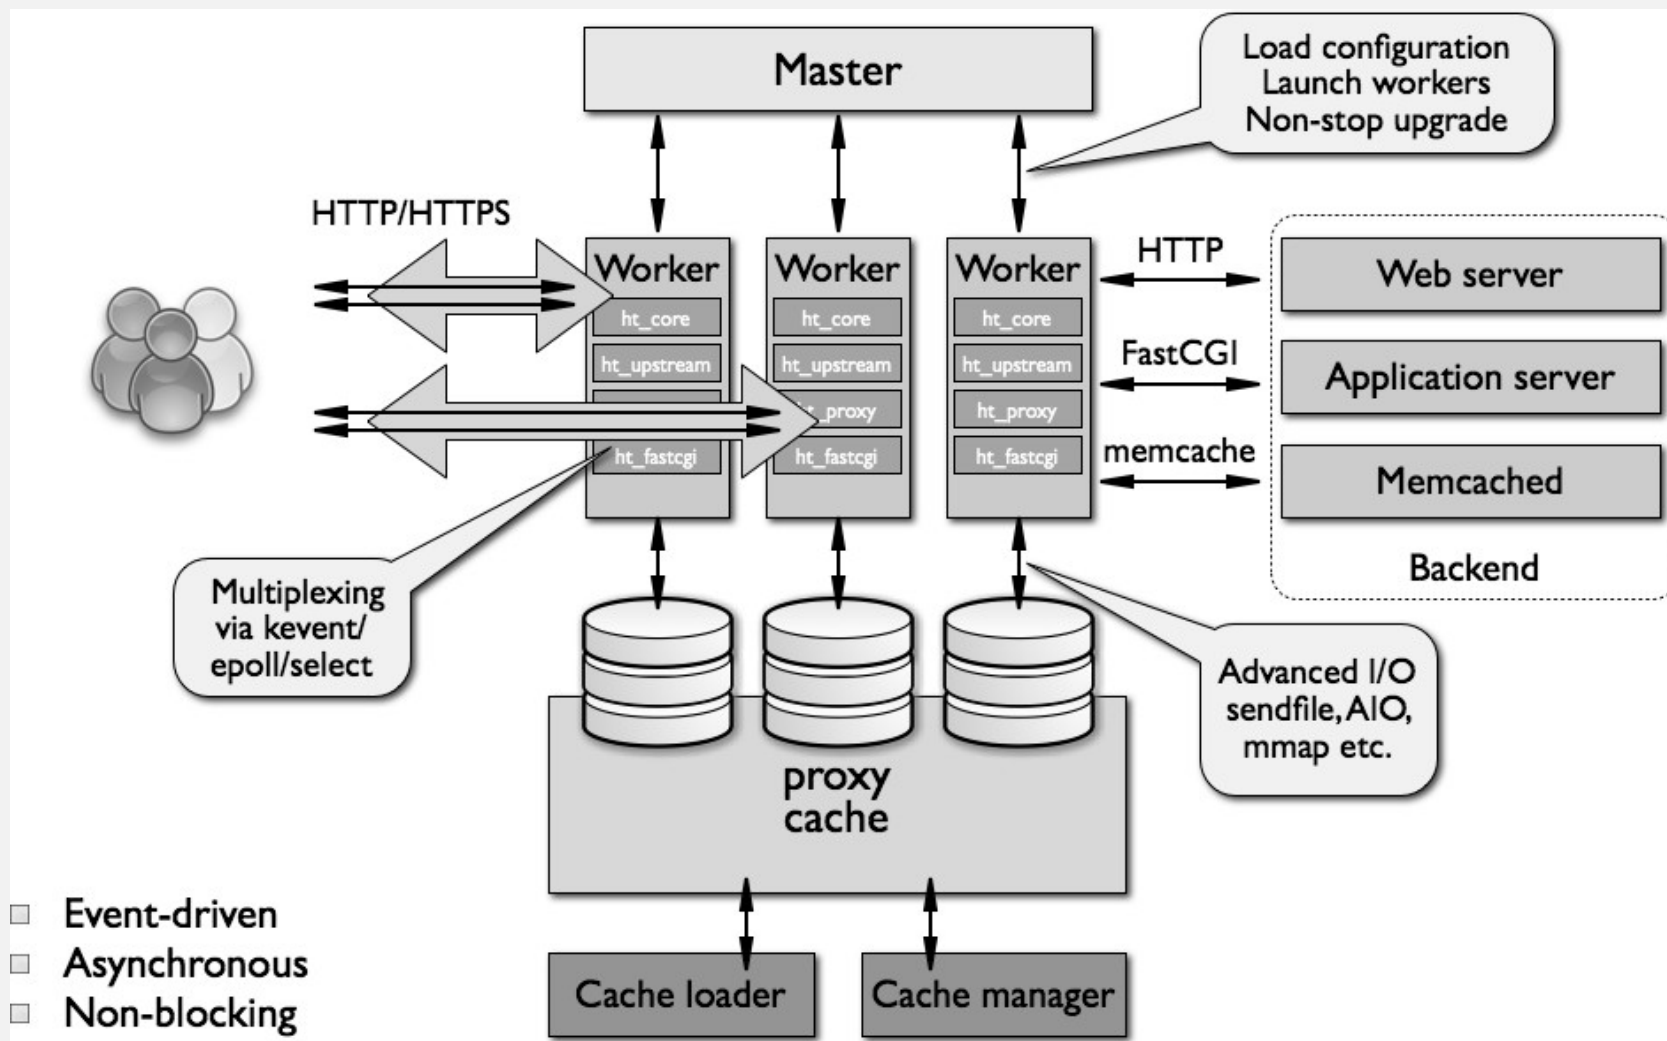 Master
Load configuration
Launch workers
Non-stop upgrade
HTTP/HTTPS
Worker
ht_core
ht_upstream
ht_fastcgi
Worker
ht_core
ht_upstream
ht_proxy
ht_fastcgi
Worker
ht_core
ht_upstream
ht_proxy
ht_fastcgi
HTTP
FastCGI
memcache
Web server
Application server
Memcached
Backend
Multiplexing
via kevent/
epoll/select
Advanced I/O
sendfile, AIO,
mmap etc.
proxy
cache
Cache loader
Cache manager
Event-driven
Asynchronous
Non-blocking